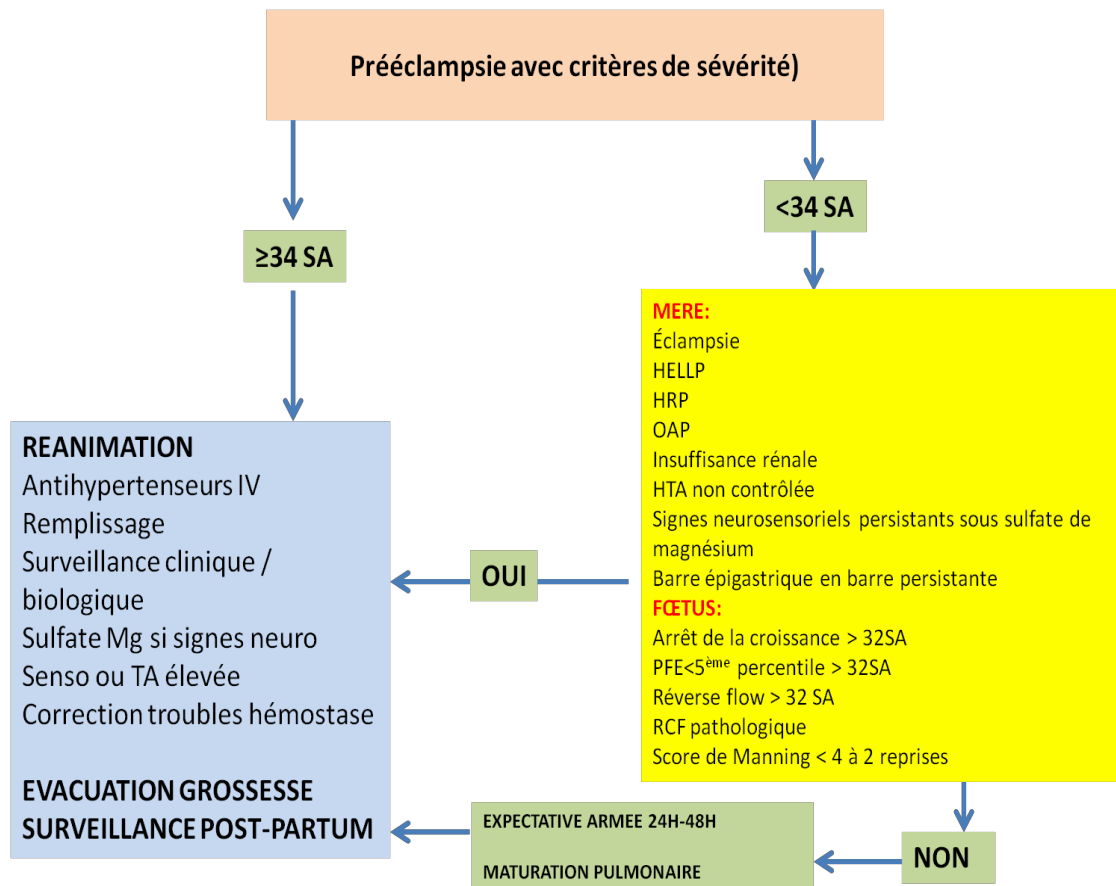 Prééclampsie avec critères de sévérité)
<34 SA
≥34 SA
MERE:
Éclampsie
HELLP
HRP
OAP
Insuffisance rénale
HTA non contrôlée
Signes neurosensoriels persistants sous sulfate de
magnésium
Barre épigastrique en barre persistante
FŒTUS:
Arrêt de la croissance > 32SA
PFE<5ème percentile > 32SA
Réverse flow > 32 SA
RCF pathologique
Score de Manning < 4 à 2 reprises
OUI
NON
EXPECTATIVE ARMEE 24H-48H
MATURATION PULMONAIRE
REANIMATION
Antihypertenseurs IV
Remplissage
Surveillance clinique /
biologique
Sulfate Mg si signes neuro
Senso ou TA élevée
Correction troubles hémostase
EVACUATION GROSSESSE
SURVEILLANCE POST-PARTUM